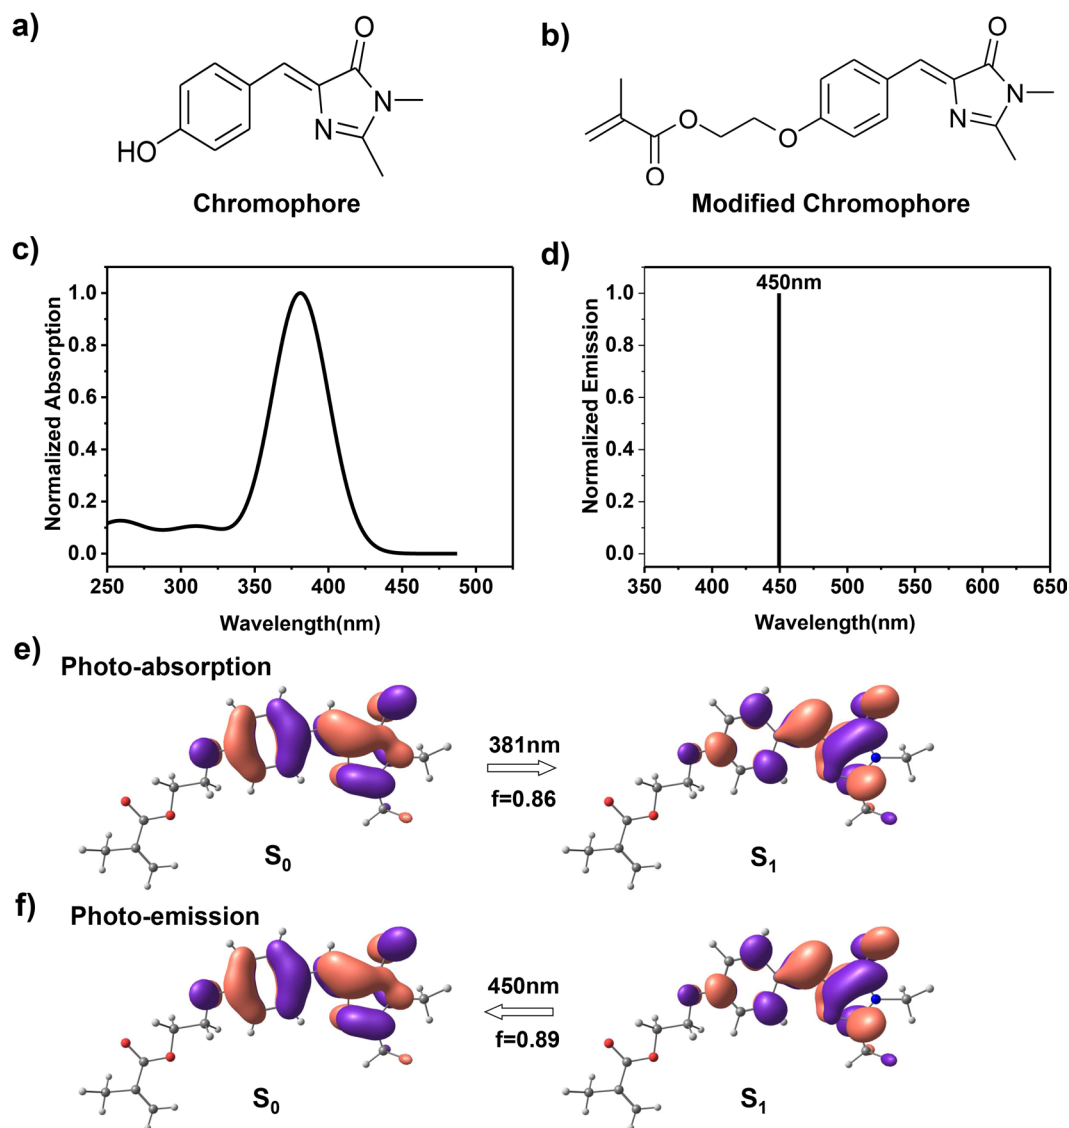 a)
O
N
N
HO
Chromophore
b)
O
N
N
O
O
O
Modified Chromophore
c)
Normalized Absorption
1.0
0.8
0.6
0.4
0.2
0.0
250
300
350
400
450
500
Wavelength(nm)
d)
450nm
Normalized Emission
1.0
0.8
0.6
0.4
0.2
0.0
350
400
450
500
550
600
650
Wavelength(nm)
e)
Photo-absorption
381nm
f=0.86
S0
S1
f)
Photo-emission
450nm
f=0.89
S0
S1